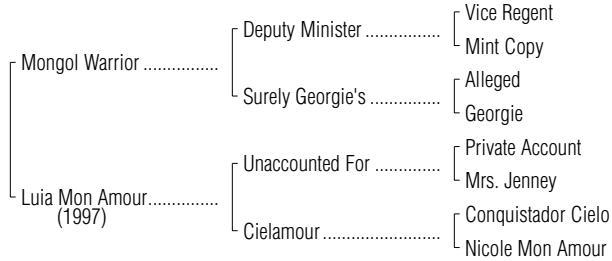 Vice Regent
Deputy Minister ..................
Mint Copy
Mongol Warrior ...............
Alleged
Surely Georgie's ................
Georgie
Private Account
Unaccounted For ...............
Mrs. Jenney
Luia Mon Amour...............
(1997)
Conquistador Cielo
Cielamour...........................
Nicole Mon Amour